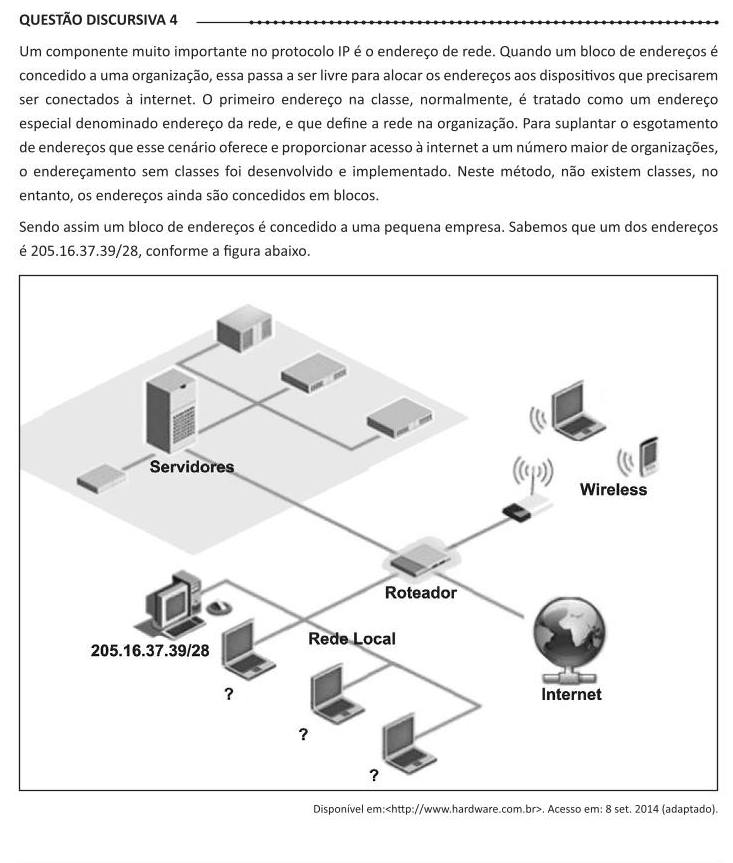 QUESTÃO DISCURSIVA 4
Um componente muito importante no protocolo IP é o endereço de rede. Quando um bloco de endereços é
concedido a uma organização, essa passa a ser livre para alocar os endereços aos dispositivos que precisarem
ser conectados à internet. O primeiro endereço na classe, normalmente, é tratado como um endereço
especial denominado endereço da rede, e que define a rede na organização. Para suplantar o esgotamento
de endereços que esse cenário oferece e proporcionar acesso à internet a um número maior de organizações,
o endereçamento sem classes foi desenvolvido e implementado. Neste método, não existem classes, no
entanto, os endereços ainda são concedidos em blocos.
Sendo assim um bloco de endereços é concedido a uma pequena empresa. Sabemos que um dos endereços
é 205.16.37.39/28, conforme a figura abaixo.
Servidores
Wireless
Roteador
Rede Local
205.16.37.39/28
?
Internet
?
?
Disponível em:<http://www.hardware.com.br>. Acesso em: 8 set. 2014 (adaptado).